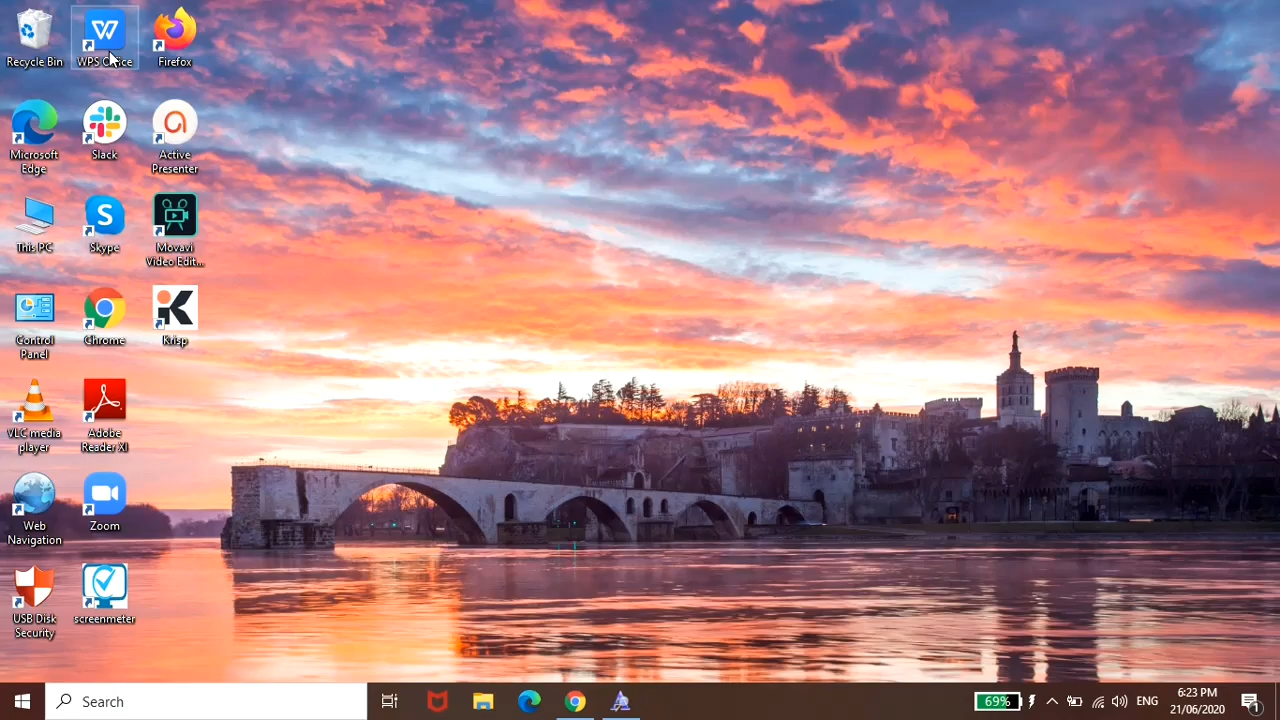 Recycle Bin
WPS Office
Firefox
Microsoft
Edge
Slack
Active
Presenter
This PC
Skype
Movavi
Video Edit...
Control
Panel
Chrome
Krisp
VLC media
player
Adobe
Reader XI
Web
Navigation
Zoom
USB Disk
Security
screenmeter
Search
69%
ENG
6:23 PM
21/06/2020
1